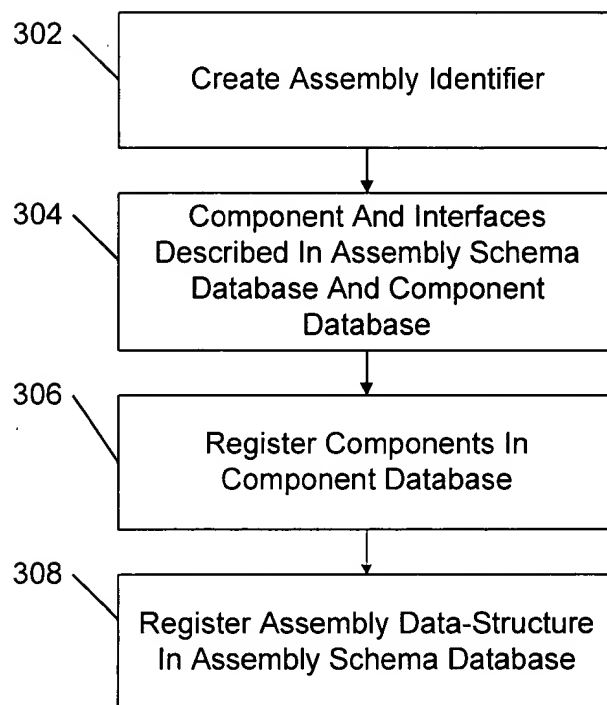 302
Create Assembly Identifier
304
Component And Interfaces
Described In Assembly Schema
Database And Component
Database
306
Register Components In
Component Database
308
Register Assembly Data-Structure
In Assembly Schema Database